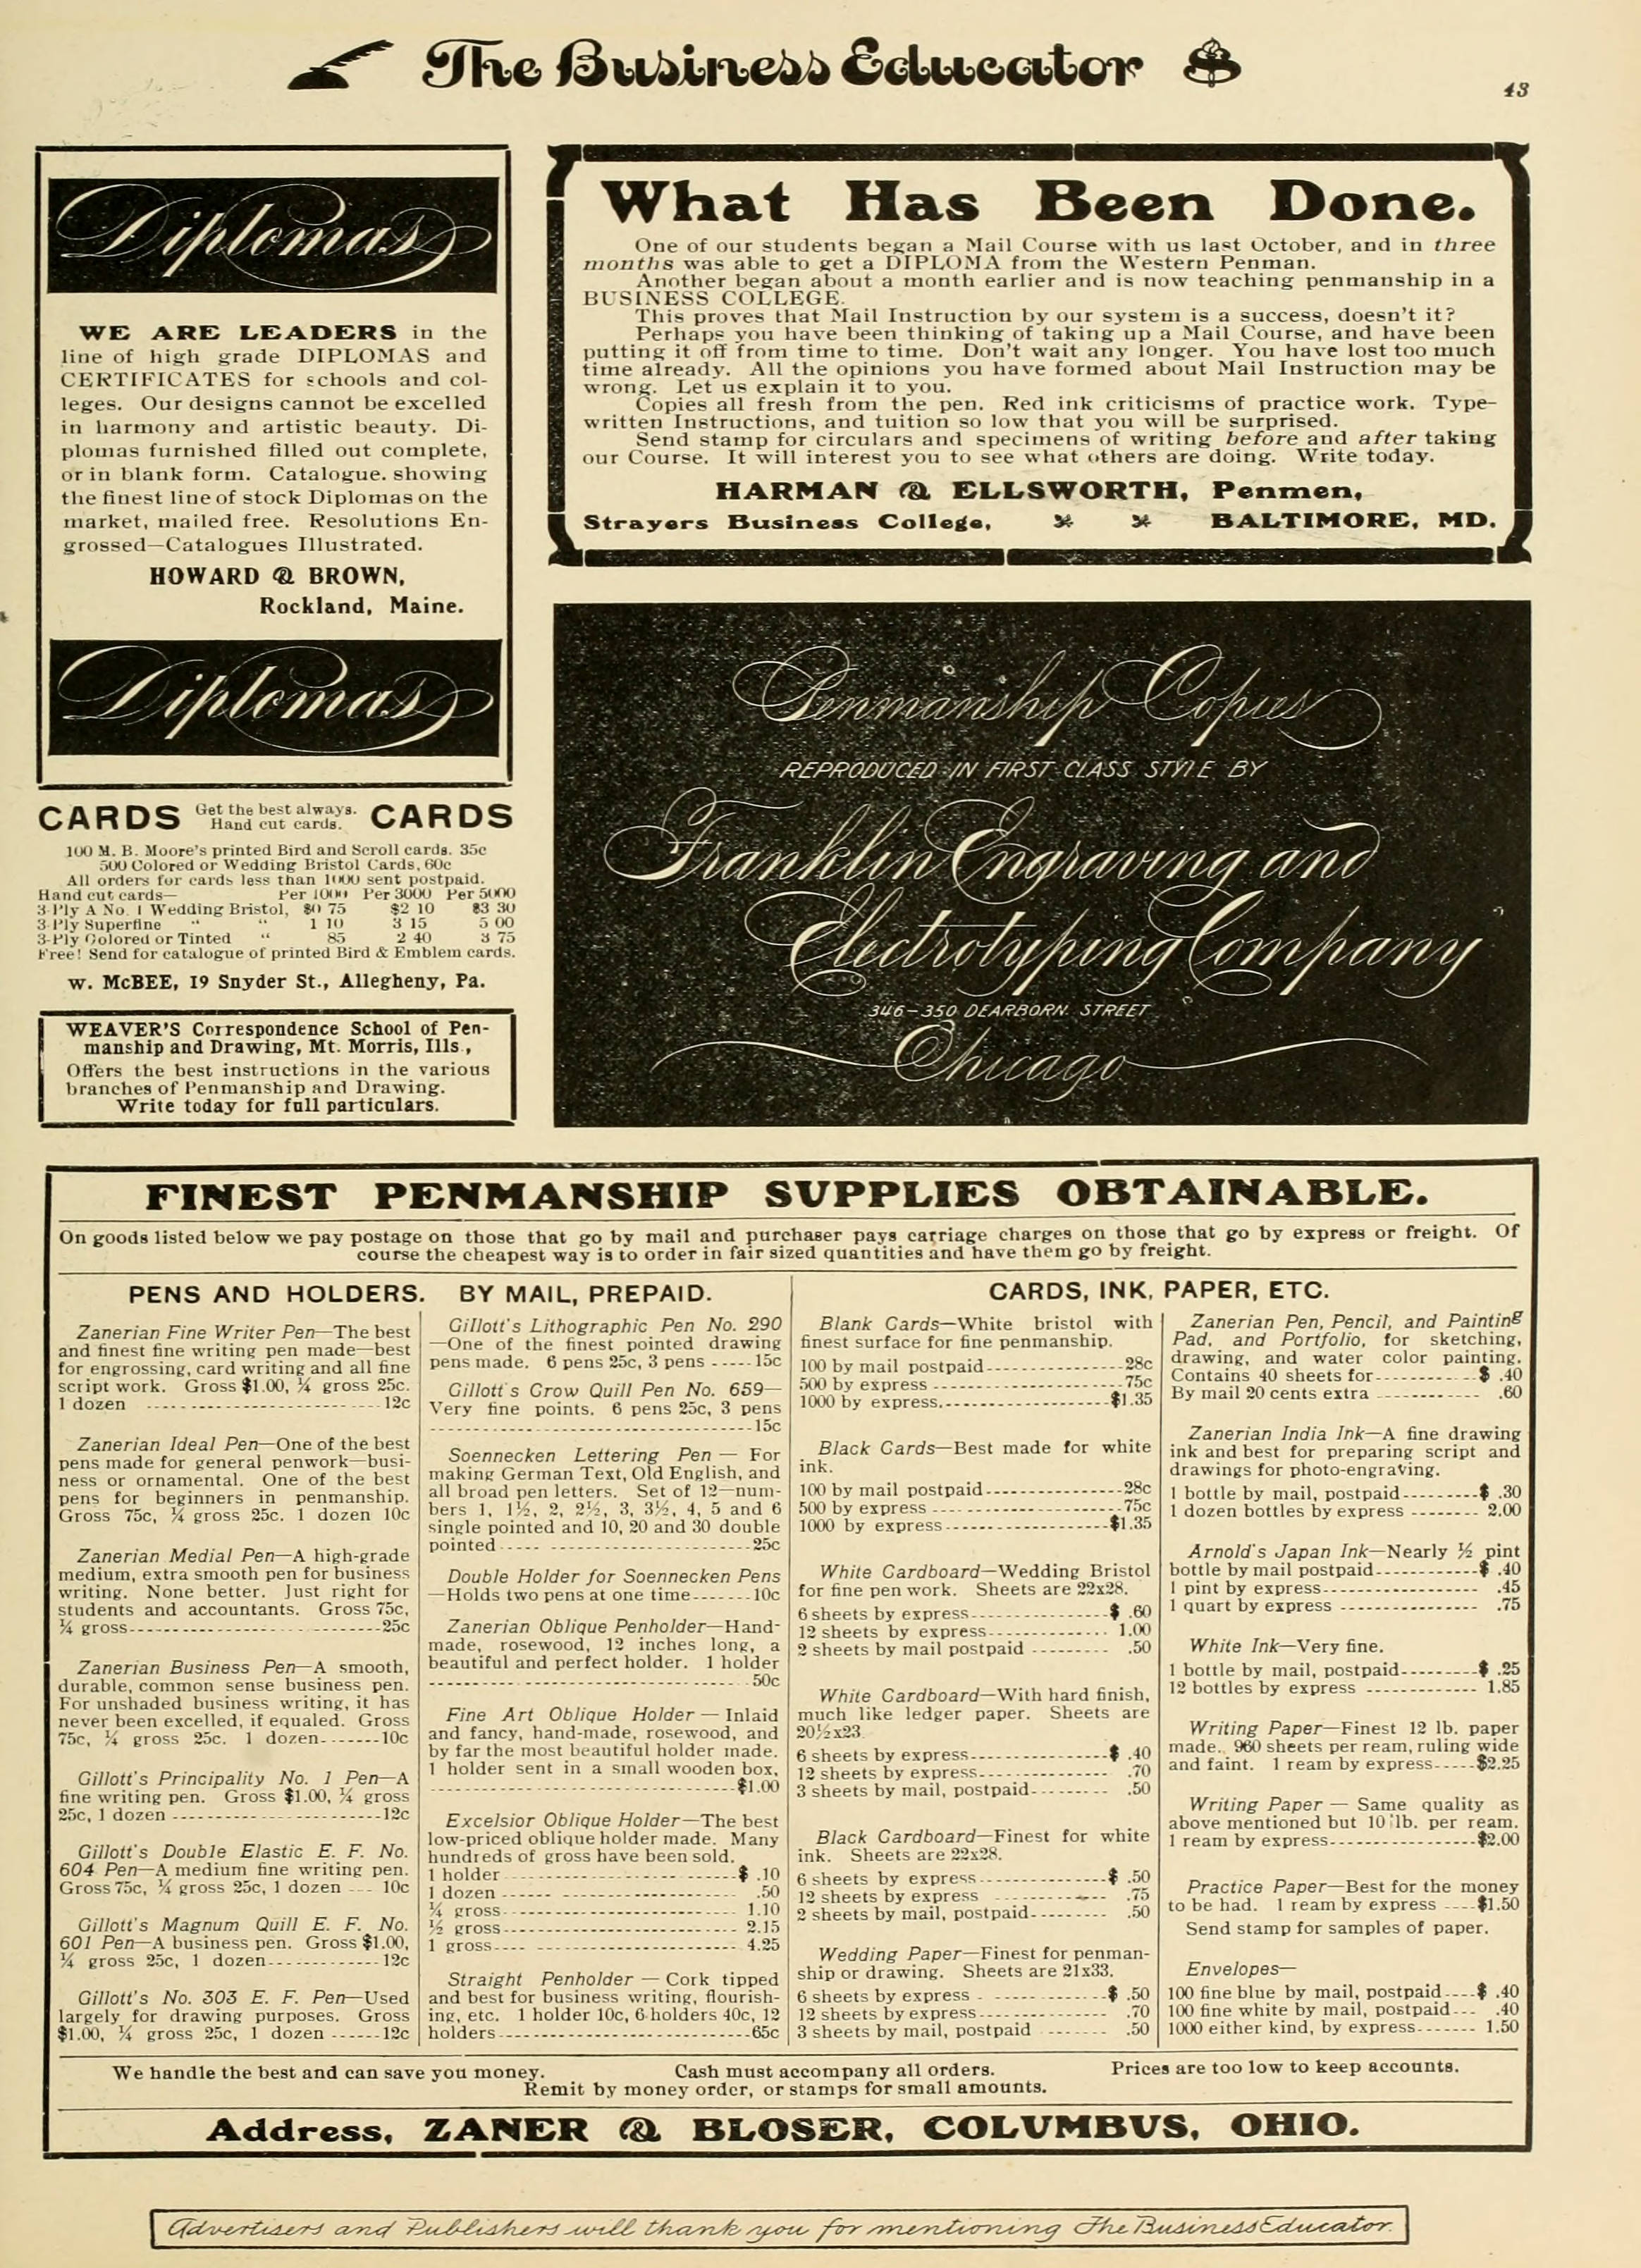 The Business Educator
43
Diplomas
WE ARE LEADERS in the
line of high grade DIPLOMAS and
CERTIFICATES for schools and col-
leges. Our designs cannot be excelled
in harmony and artistic beauty. Di-
plomas furnished filled out complete,
or in blank form. Catalogue. showing
the finest line of stock Diplomas on the
market, mailed free. Resolutions En-
grossed—Catalogues Illustrated.
HOWARD & BROWN,
Rockland, Maine.
Diplomas
CARDS Get the best always. CARDS
Hand cut cards.
100 M. B. Moore's printed Bird and Scroll cards. 35c
500 Colored or Wedding Bristol Cards, 60c
All orders for cards less than 1000 sent postpaid.
Hand cut cards— Per 1000 Per 3000 Per 5000
3-Ply A No. 1 Wedding Bristol, $0 75 $2 10 $3 30
3-Ply Superfine “ “ 1 10 3 15 5 00
3-Ply Colored or Tinted “ 85 2 40 3 75
Free! Send for catalogue of printed Bird & Emblem cards.
W. McBEE, 19 Snyder St., Allegheny, Pa.
WEAVER'S Correspondence School of Pen-
manship and Drawing, Mt. Morris, Ills.,
Offers the best instructions in the various
branches of Penmanship and Drawing.
Write today for full particulars.
What Has Been Done.
One of our students began a Mail Course with us last October, and in three
months was able to get a DIPLOMA from the Western Penman.
Another began about a month earlier and is now teaching penmanship in a
BUSINESS COLLEGE.
This proves that Mail Instruction by our system is a success, doesn't it?
Perhaps you have been thinking of taking up a Mail Course, and have been
putting it off from time to time. Don't wait any longer. You have lost too much
time already. All the opinions you have formed about Mail Instruction may be
wrong. Let us explain it to you.
Copies all fresh from the pen. Red ink criticisms of practice work. Type-
written Instructions, and tuition so low that you will be surprised.
Send stamp for circulars and specimens of writing before and after taking
our Course. It will interest you to see what others are doing. Write today.
HARMAN & ELLSWORTH, Penmen,
Strayers Business College, BALTIMORE, MD.
Penmanship Copies
REPRODUCED IN FIRST CLASS STYLE BY
Franklin Engraving and
Electrotyping Company
346-350 DEARBORN STREET
Chicago
FINEST PENMANSHIP SUPPLIES OBTAINABLE.
On goods listed below we pay postage on those that go by mail and purchaser pays carriage charges on those that go by express or freight. Of
course the cheapest way is to order in fair sized quantities and have them go by freight.
PENS AND HOLDERS. BY MAIL, PREPAID.
Zanerian Fine Writer Pen—The best
and finest fine writing pen made—best
for engrossing, card writing and all fine
script work. Gross $1.00, ¼ gross 25c.
1 dozen 12c
Zanerian Ideal Pen—One of the best
pens made for general penwork—busi-
ness or ornamental. One of the best
pens for beginners in penmanship.
Gross 75c, ¼ gross 25c. 1 dozen 10c
Zanerian Medial Pen—A high-grade
medium, extra smooth pen for business
writing. None better. Just right for
students and accountants. Gross 75c,
¼ gross 25c
Zanerian Business Pen—A smooth,
durable, common sense business pen.
For unshaded business writing, it has
never been excelled, if equaled. Gross
75c, ¼ gross 25c. 1 dozen 10c
Gillott's Principality No. 1 Pen—A
fine writing pen. Gross $1.00, ¼ gross
25c, 1 dozen 12c
Gillott's Double Elastic E. F. No.
604 Pen—A medium fine writing pen.
Gross 75c, ¼ gross 25c, 1 dozen 10c
Gillott's Magnum Quill E. F. No.
601 Pen—A business pen. Gross $1.00,
¼ gross 25c, 1 dozen 12c
Gillott's No. 303 E. F. Pen—Used
largely for drawing purposes. Gross
$1.00, ¼ gross 25c, 1 dozen 12c
Gillott's Lithographic Pen No. 290
—One of the finest pointed drawing
pens made. 6 pens 25c, 3 pens 15c
Gillott's Crow Quill Pen No. 659—
Very fine points. 6 pens 25c, 3 pens
15c
Soennecken Lettering Pen — For
making German Text, Old English, and
all broad pen letters. Set of 12—num-
bers 1, 1½, 2, 2½, 3, 3½, 4, 5 and 6
single pointed and 10, 20 and 30 double
pointed 25c
Double Holder for Soennecken Pens
—Holds two pens at one time 10c
Zanerian Oblique Penholder—Hand-
made, rosewood, 12 inches long, a
beautiful and perfect holder. 1 holder
50c
Fine Art Oblique Holder — Inlaid
and fancy, hand-made, rosewood, and
by far the most beautiful holder made.
1 holder sent in a small wooden box,
$1.00
Excelsior Oblique Holder—The best
low-priced oblique holder made. Many
hundreds of gross have been sold.
1 holder $ .10
1 dozen .50
¼ gross 1.10
½ gross 2.15
1 gross 4.25
Straight Penholder — Cork tipped
and best for business writing, flourish-
ing, etc. 1 holder 10c, 6 holders 40c, 12
holders 65c
CARDS, INK, PAPER, ETC.
Blank Cards—White bristol with
finest surface for fine penmanship.
100 by mail postpaid 28c
500 by express 75c
1000 by express, $1.35
Black Cards—Best made for white
ink.
100 by mail postpaid 28c
500 by express 75c
1000 by express $1.35
White Cardboard—Wedding Bristol
for fine pen work. Sheets are 22x28.
6 sheets by express $ .60
12 sheets by express 1.00
2 sheets by mail postpaid .50
White Cardboard—With hard finish,
much like ledger paper. Sheets are
20½x23.
6 sheets by express $ .40
12 sheets by express .70
3 sheets by mail, postpaid .50
Black Cardboard—Finest for white
ink. Sheets are 22x28.
6 sheets by express $ .50
12 sheets by express .75
2 sheets by mail, postpaid .50
Wedding Paper—Finest for penman-
ship or drawing. Sheets are 21x33.
6 sheets by express $ .50
12 sheets by express .70
3 sheets by mail, postpaid .50
Zanerian Pen, Pencil, and Painting
Pad, and Portfolio, for sketching,
drawing, and water color painting.
Contains 40 sheets for $ .40
By mail 20 cents extra .60
Zanerian India Ink—A fine drawing
ink and best for preparing script and
drawings for photo-engraving.
1 bottle by mail, postpaid $ .30
1 dozen bottles by express 2.00
Arnold's Japan Ink—Nearly ½ pint
bottle by mail postpaid $ .40
1 pint by express .45
1 quart by express .75
White Ink—Very fine.
1 bottle by mail, postpaid $ .25
12 bottles by express 1.85
Writing Paper—Finest 12 lb. paper
made. 960 sheets per ream, ruling wide
and faint. 1 ream by express $2.25
Writing Paper — Same quality as
above mentioned but 10 lb. per ream.
1 ream by express $2.00
Practice Paper—Best for the money
to be had. 1 ream by express $1.50
Send stamp for samples of paper.
Envelopes—
100 fine blue by mail, postpaid $ .40
100 fine white by mail, postpaid .40
1000 either kind, by express 1.50
We handle the best and can save you money. Cash must accompany all orders. Prices are too low to keep accounts.
Remit by money order, or stamps for small amounts.
Address, ZANER & BLOSER, COLUMBUS, OHIO.
Advertisers and Publishers will thank you for mentioning The Business Educator.